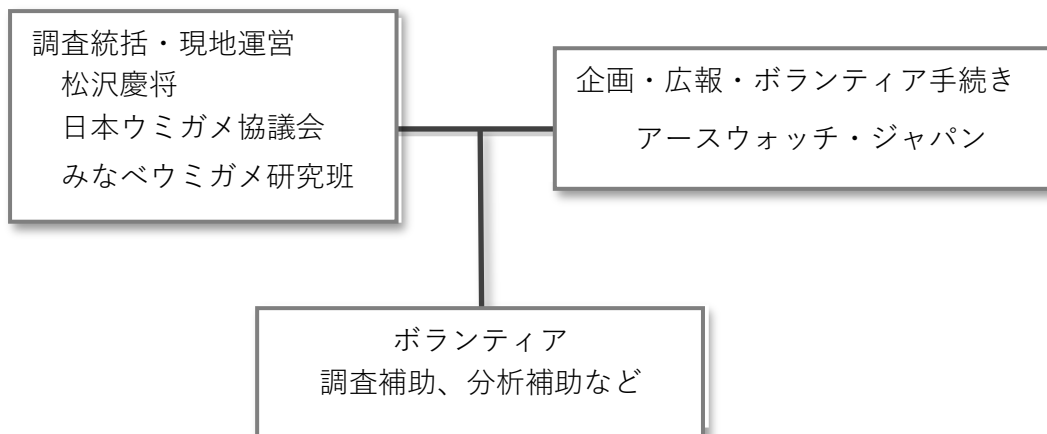 調査統括・現地運営
松沢慶将
日本ウミガメ協議会
みなべウミガメ研究班
企画・広報・ボランティア手続き
アースウォッチ・ジャパン
ボランティア
調査補助、分析補助など